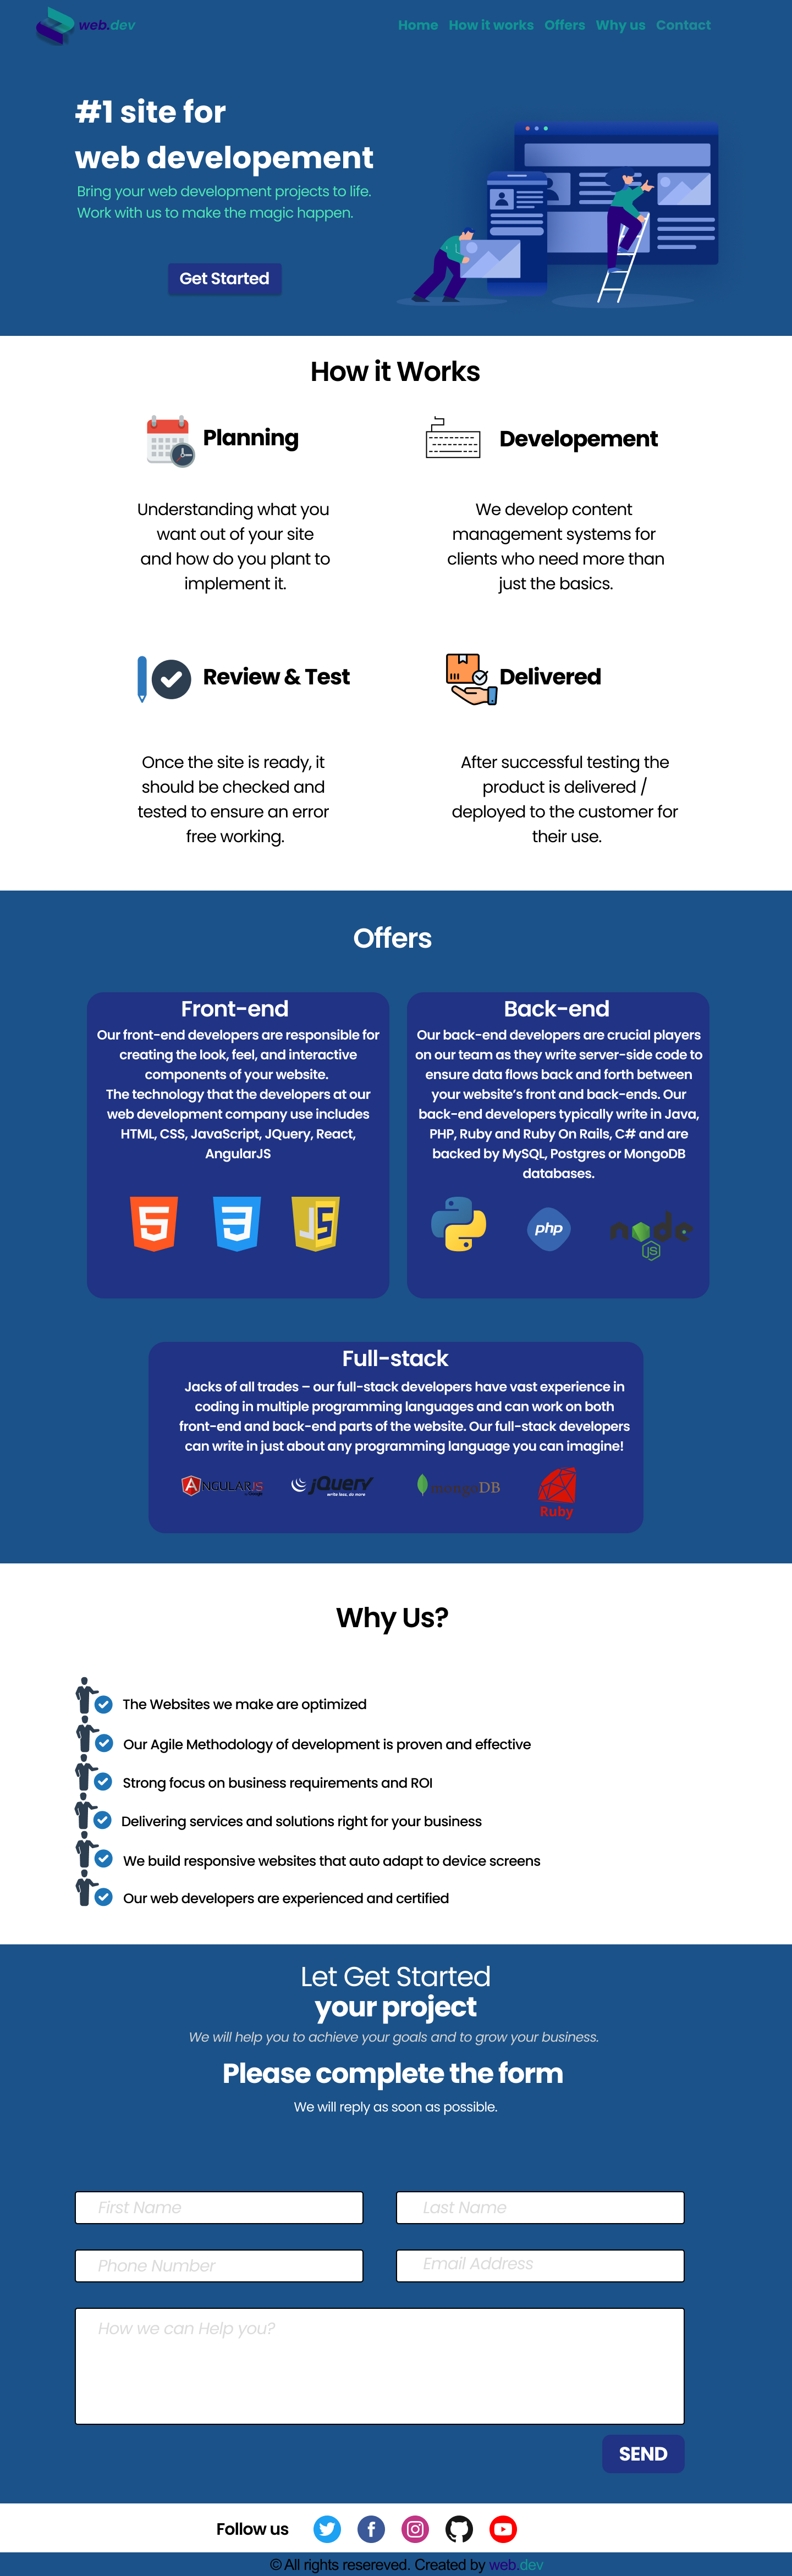 web.dev
Home How it works Offers Why us Contact
#1 site for
web developement
Bring your web development projects to life.
Work with us to make the magic happen.
Get Started
How it Works
Planning
Understanding what you
want out of your site
and how do you plant to
implement it.
Developement
We develop content
management systems for
clients who need more than
just the basics.
Review & Test
Once the site is ready, it
should be checked and
tested to ensure an error
free working.
Delivered
After successful testing the
product is delivered /
deployed to the customer for
their use.
Offers
Front-end
Our front-end developers are responsible for
creating the look, feel, and interactive
components of your website.
The technology that the developers at our
web development company use includes
HTML, CSS, JavaScript, JQuery, React,
AngularJS
5 3 JS
Back-end
Our back-end developers are crucial players
on our team as they write server-side code to
ensure data flows back and forth between
your website's front and back-ends. Our
back-end developers typically write in Java,
PHP, Ruby and Ruby On Rails, C# and are
backed by MySQL, Postgres or MongoDB
databases.
php
node
JS
Full-stack
Jacks of all trades – our full-stack developers have vast experience in
coding in multiple programming languages and can work on both
front-end and back-end parts of the website. Our full-stack developers
can write in just about any programming language you can imagine!
ANGULARJS
jQuery
write less, do more
mongoDB
Ruby
Why Us?
The Websites we make are optimized
Our Agile Methodology of development is proven and effective
Strong focus on business requirements and ROI
Delivering services and solutions right for your business
We build responsive websites that auto adapt to device screens
Our web developers are experienced and certified
Let Get Started
your project
We will help you to achieve your goals and to grow your business.
Please complete the form
We will reply as soon as possible.
First Name
Last Name
Phone Number
Email Address
How we can Help you?
SEND
Follow us
© All rights resereved. Created by web.dev